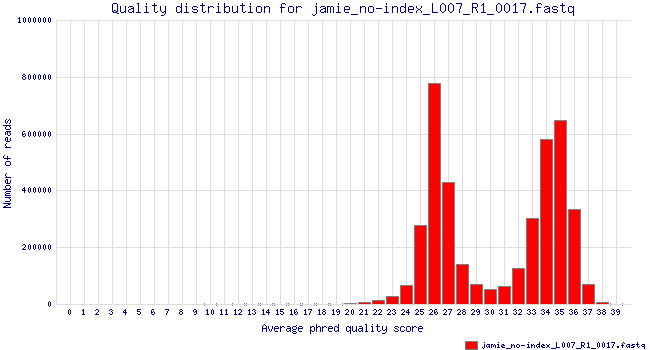 Quality distribution for jamie_no-index_L007_R1_0017.fastq
1000000
800000
600000
400000
200000
0
Number of reads
0 1 2 3 4 5 6 7 8 9 10 11 12 13 14 15 16 17 18 19 20 21 22 23 24 25 26 27 28 29 30 31 32 33 34 35 36 37 38 39
Average phred quality score
jamie_no-index_L007_R1_0017.fastq